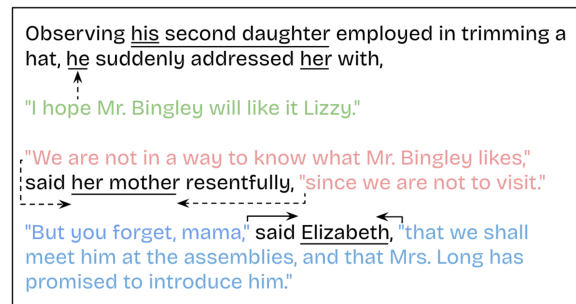 Observing his second daughter employed in trimming a
hat, he suddenly addressed her with,
"I hope Mr. Bingley will like it Lizzy."
"We are not in a way to know what Mr. Bingley likes,"
said her mother resentfully, "since we are not to visit."
"But you forget, mama," said Elizabeth, "that we shall
meet him at the assemblies, and that Mrs. Long has
promised to introduce him."